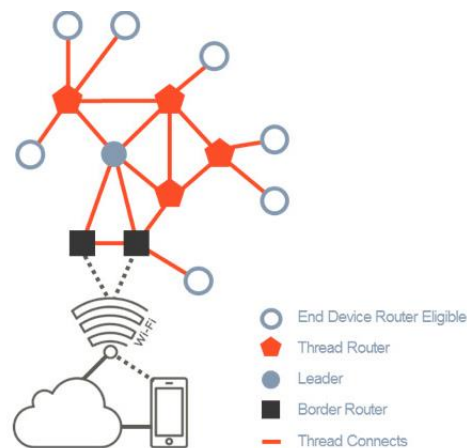 Wi-Fi
End Device Router Eligible
Thread Router
Leader
Border Router
Thread Connects